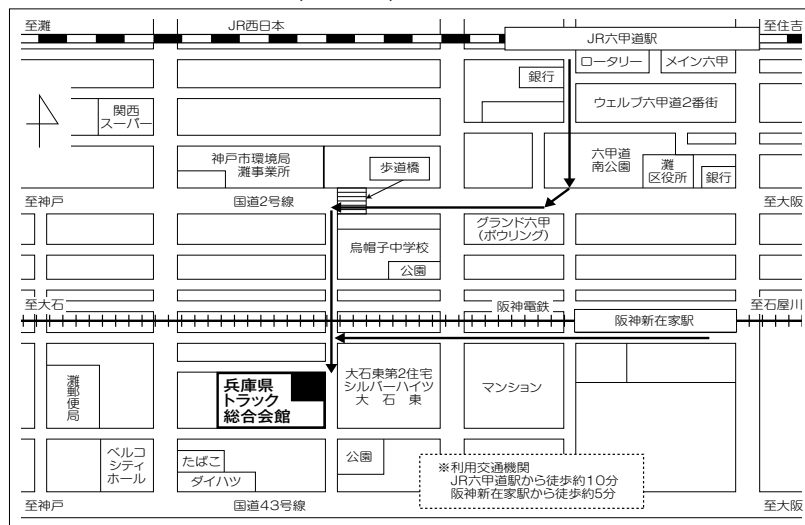 至灘
JR西日本
JR六甲道駅
至住吉
ロータリー
メイン六甲
銀行
ウェルブ六甲道2番街
関西
スーパー
神戸市環境局
灘事業所
歩道橋
六甲道
南公園
灘
区役所
銀行
至神戸
国道2号線
至大阪
グランド六甲
(ボウリング)
烏帽子中学校
公園
至大石
阪神電鉄
至石屋川
阪神新在家駅
灘郵便局
兵庫県
トラック
総合会館
大石東第2住宅
シルバーハイツ
大石東
マンション
ベルコ
シティ
ホール
たばこ
ダイハツ
公園
※利用交通機関
JR六甲道駅から徒歩約10分
阪神新在家駅から徒歩約5分
至神戸
国道43号線
至大阪